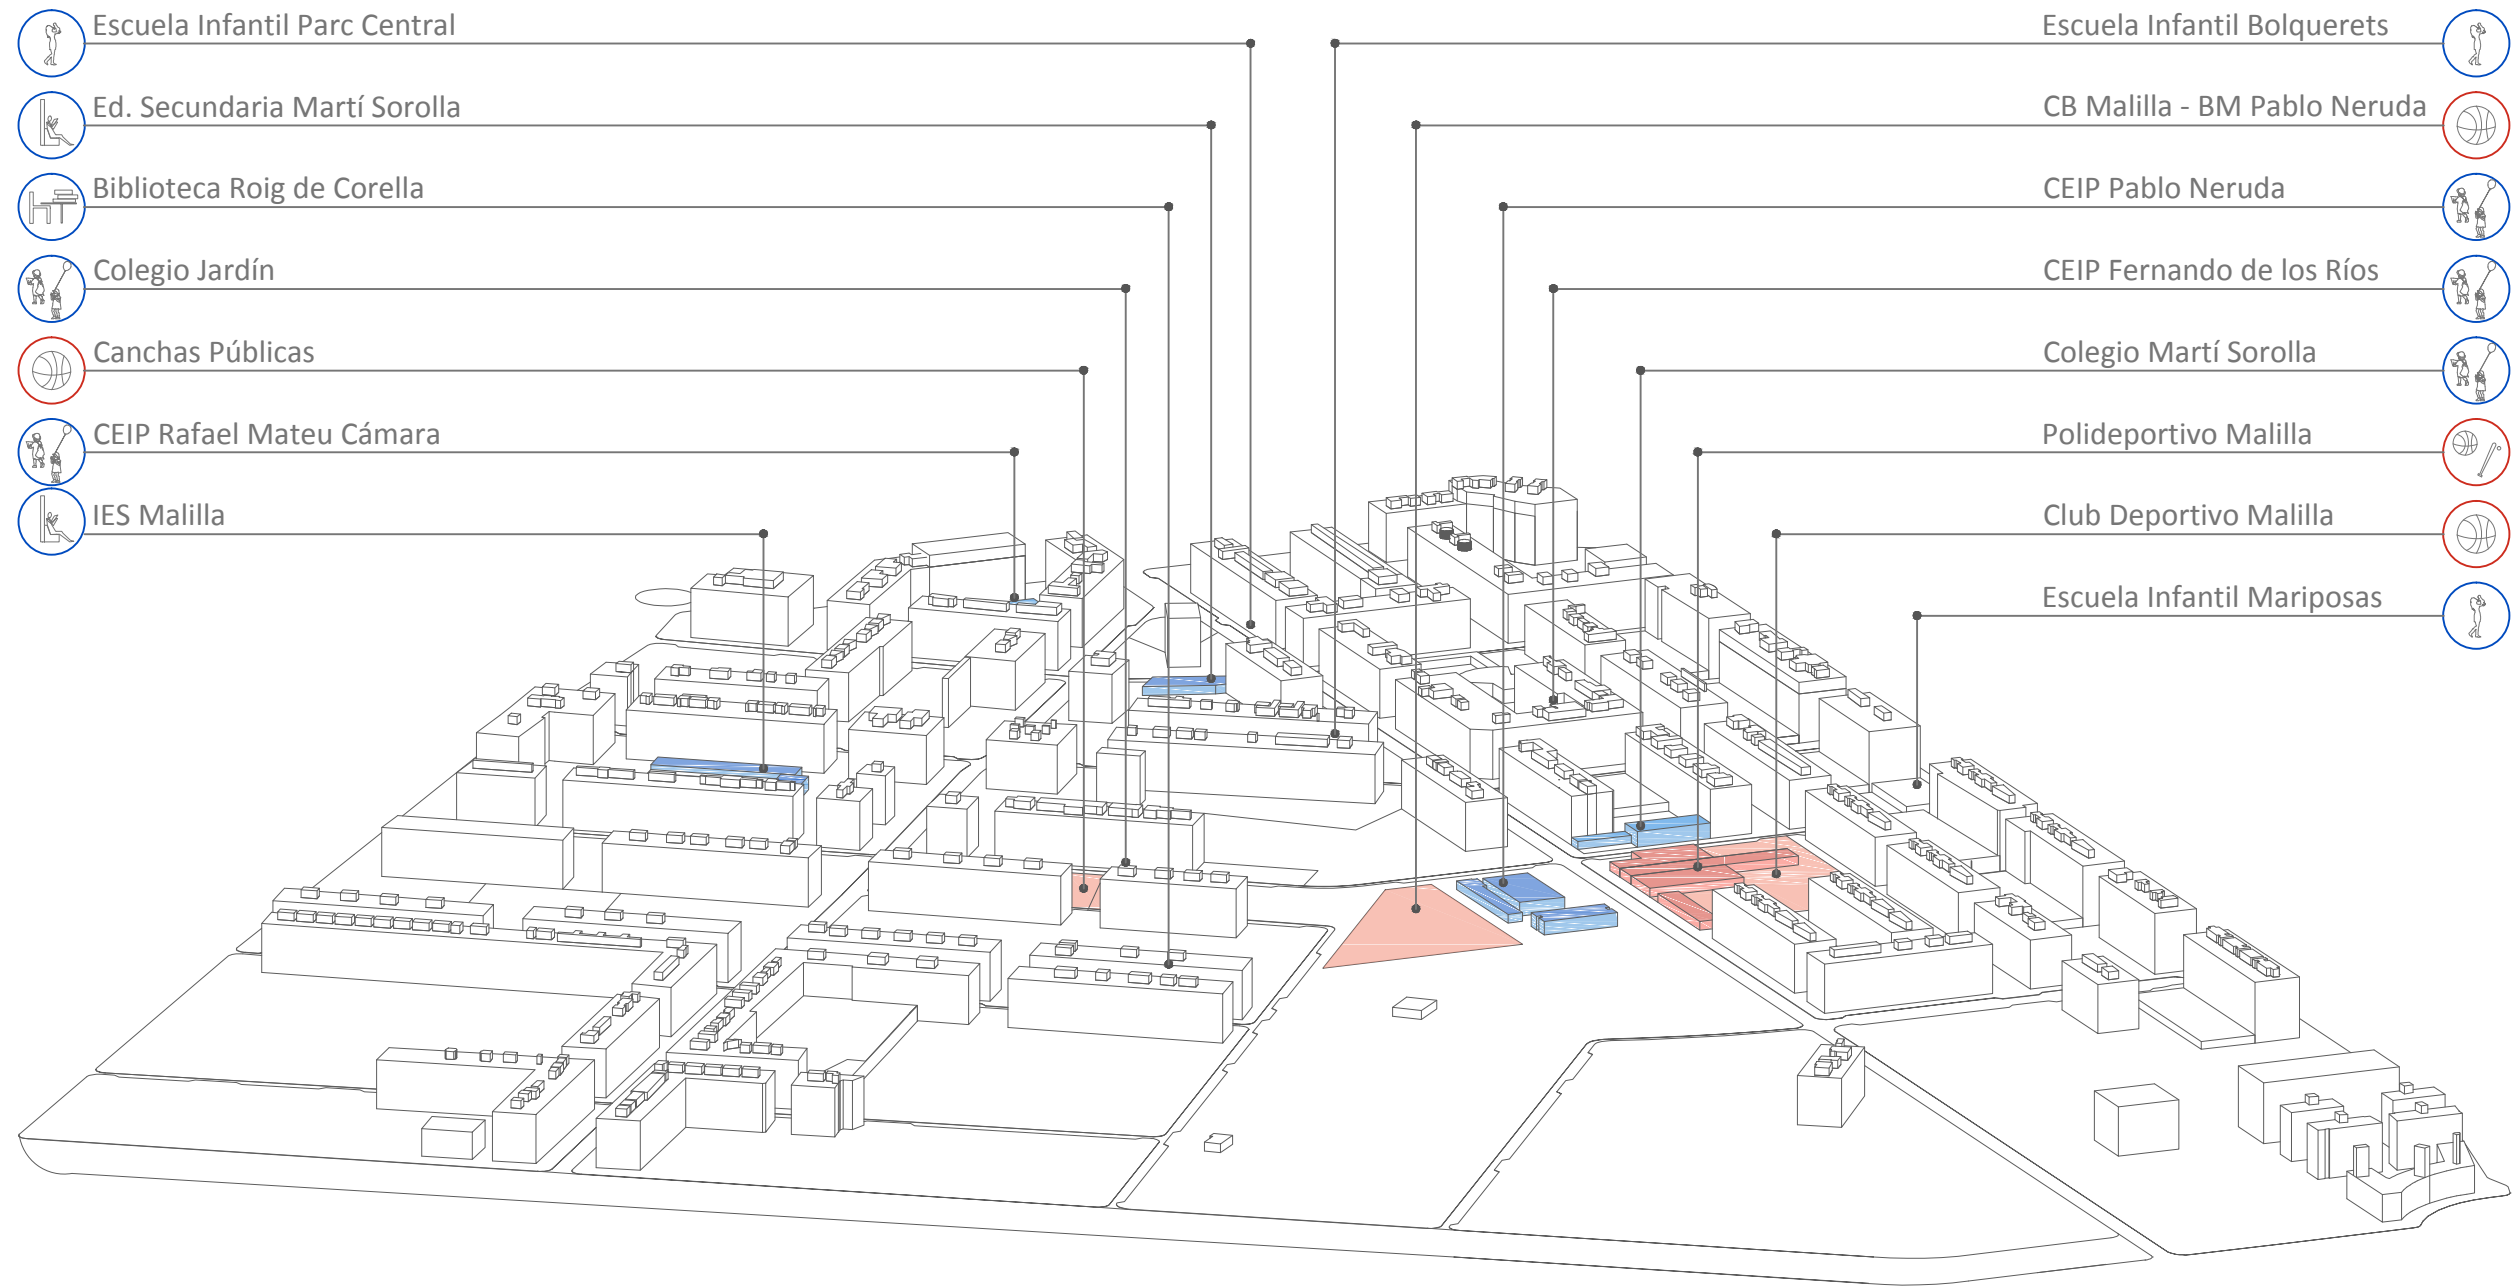 Escuela Infantil Parc Central
Ed. Secundaria Martí Sorolla
Biblioteca Roig de Corella
Colegio Jardín
Canchas Públicas
CEIP Rafael Mateu Cámara
IES Malilla
Escuela Infantil Bolquerets
CB Malilla - BM Pablo Neruda
CEIP Pablo Neruda
CEIP Fernando de los Ríos
Colegio Martí Sorolla
Polideportivo Malilla
Club Deportivo Malilla
Escuela Infantil Mariposas